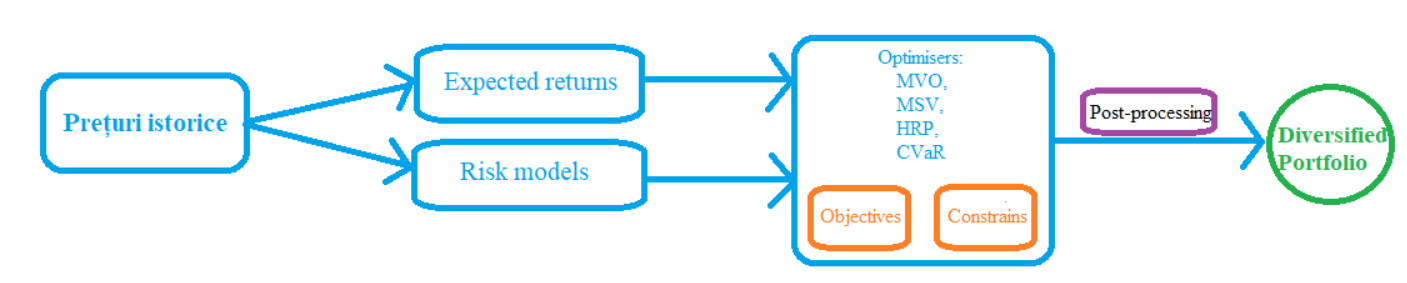 Prețuri istorice
Expected returns
Risk models
Optimisers:
MVO,
MSV,
HRP,
CVaR
Objectives
Constrains
Post-processing
Diversified
Portfolio